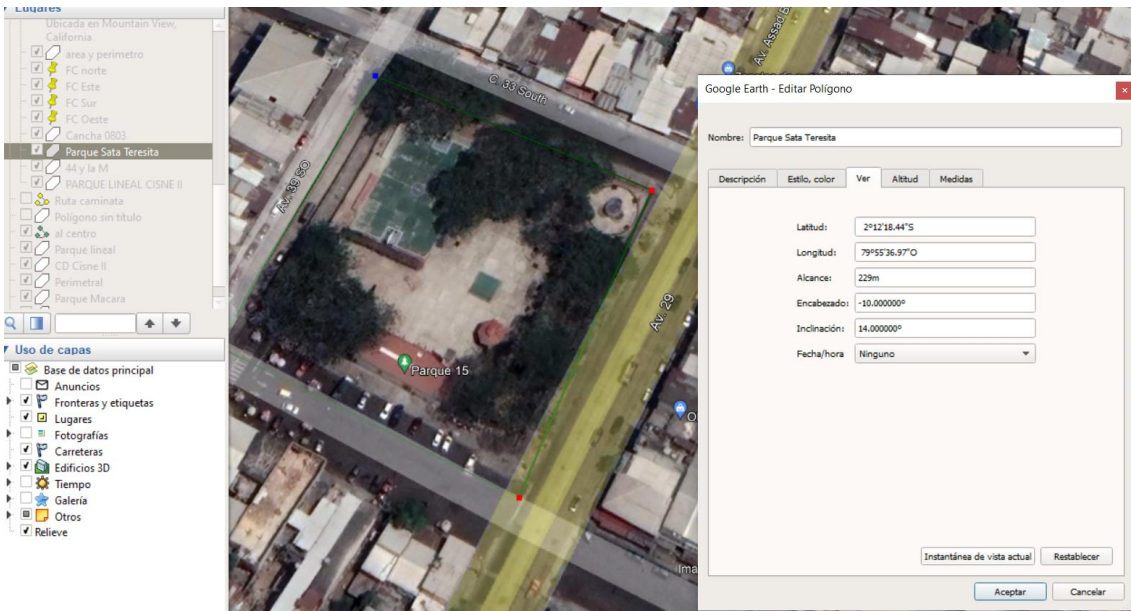 Lugares
Ubicada en Mountain View,
California
area y perimetro
FC norte
FC Este
FC Sur
FC Oeste
Cancha 0803
Parque Sata Teresita
44 y la M
PARQUE LINEAL CISNE II
Ruta caminata
Polígono sin título
al centro
Parque lineal
CD Cisne II
Perimetral
Parque Macara
Uso de capas
Base de datos principal
Anuncios
Fronteras y etiquetas
Lugares
Fotografías
Carreteras
Edificios 3D
Tiempo
Galería
Otros
Relieve
C. 33 South
Av. 39 SO
Av. Assad B
Av. 29
Parque 15
O
Ima
Google Earth - Editar Polígono
Nombre: Parque Sata Teresita
Descripción Estilo, color Ver Altitud Medidas
Latitud: 2°12'18.44"S
Longitud: 79°55'36.97"O
Alcance: 229m
Encabezado: -10.000000°
Inclinación: 14.000000°
Fecha/hora Ninguno
Instantánea de vista actual Restablecer
Aceptar Cancelar